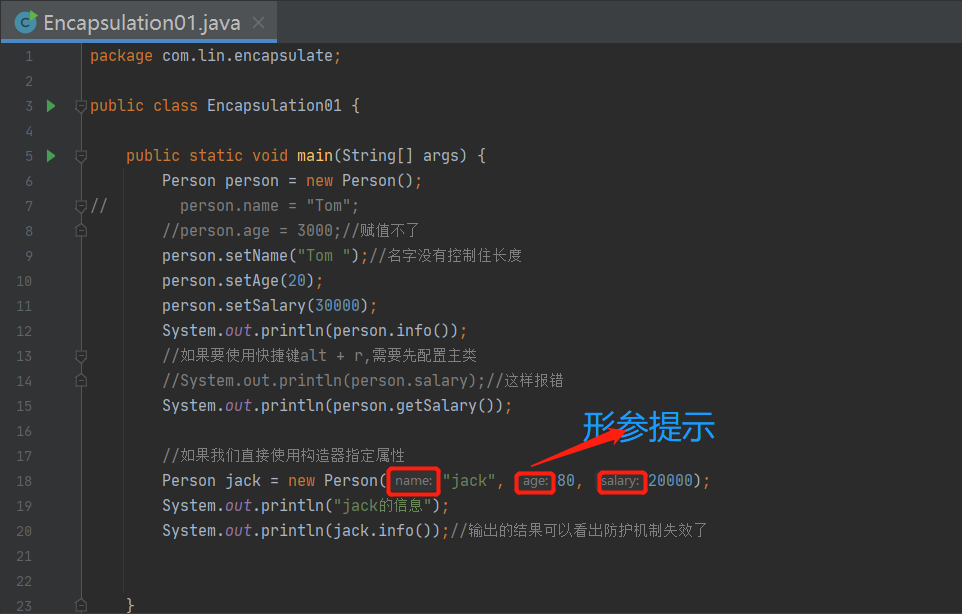 Encapsulation01.java
1 package com.lin.encapsulate;
2
3 public class Encapsulation01 {
4
5 public static void main(String[] args) {
6 Person person = new Person();
7 // person.name = "Tom";
8 //person.age = 3000;//赋值不了
9 person.setName("Tom ");//名字没有控制住长度
10 person.setAge(20);
11 person.setSalary(30000);
12 System.out.println(person.info());
13 //如果要使用快捷键alt + r,需要先配置主类
14 //System.out.println(person.salary);//这样报错
15 System.out.println(person.getSalary());
形参提示
16
17 //如果我们直接使用构造器指定属性
18 Person jack = new Person( name: "jack", age: 80, salary: 20000);
19 System.out.println("jack的信息");
20 System.out.println(jack.info());//输出的结果可以看出防护机制失效了
21
22
23 }